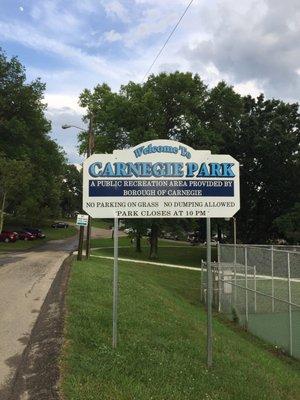 Welcome To
CARNEGIE PARK
A PUBLIC RECREATION AREA PROVIDED BY
BOROUGH OF CARNEGIE
NO PARKING ON GRASS NO DUMPING ALLOWED
PARK CLOSES AT 10 PM